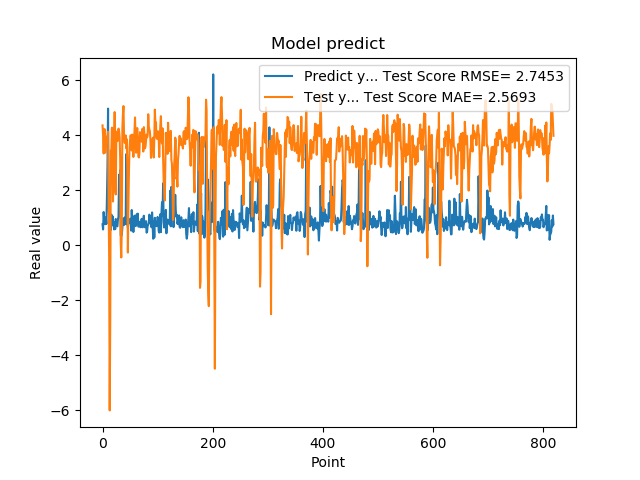 Model predict
Predict y... Test Score RMSE= 2.7453
Test y... Test Score MAE= 2.5693
Real value
6
4
2
0
−2
−4
−6
0 200 400 600 800
Point